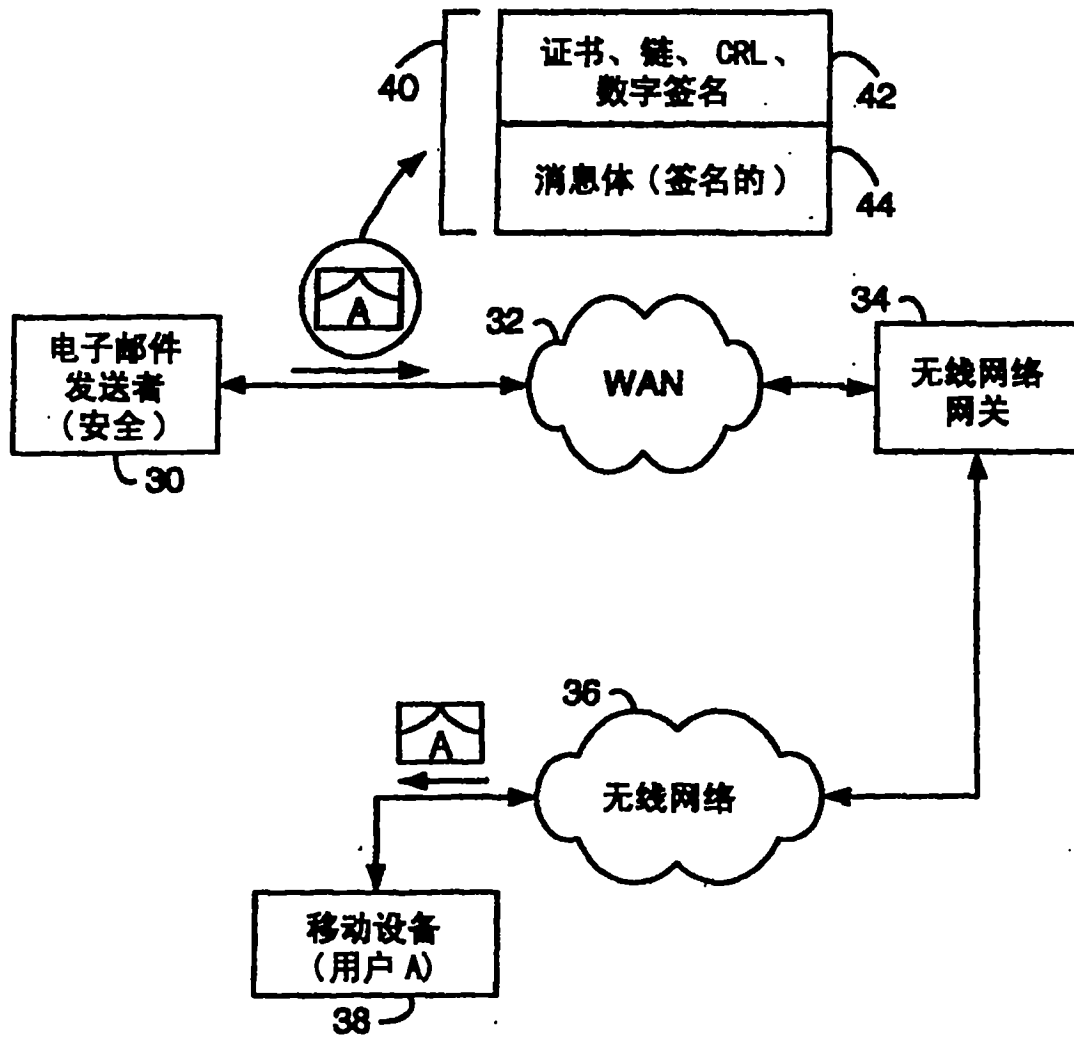 证书、链、CRL、
数字签名
40
42
消息体（签名的）
44
A
电子邮件
发送者
（安全）
30
32
WAN
34
无线网络
网关
A
36
无线网络
移动设备
（用户 A）
38